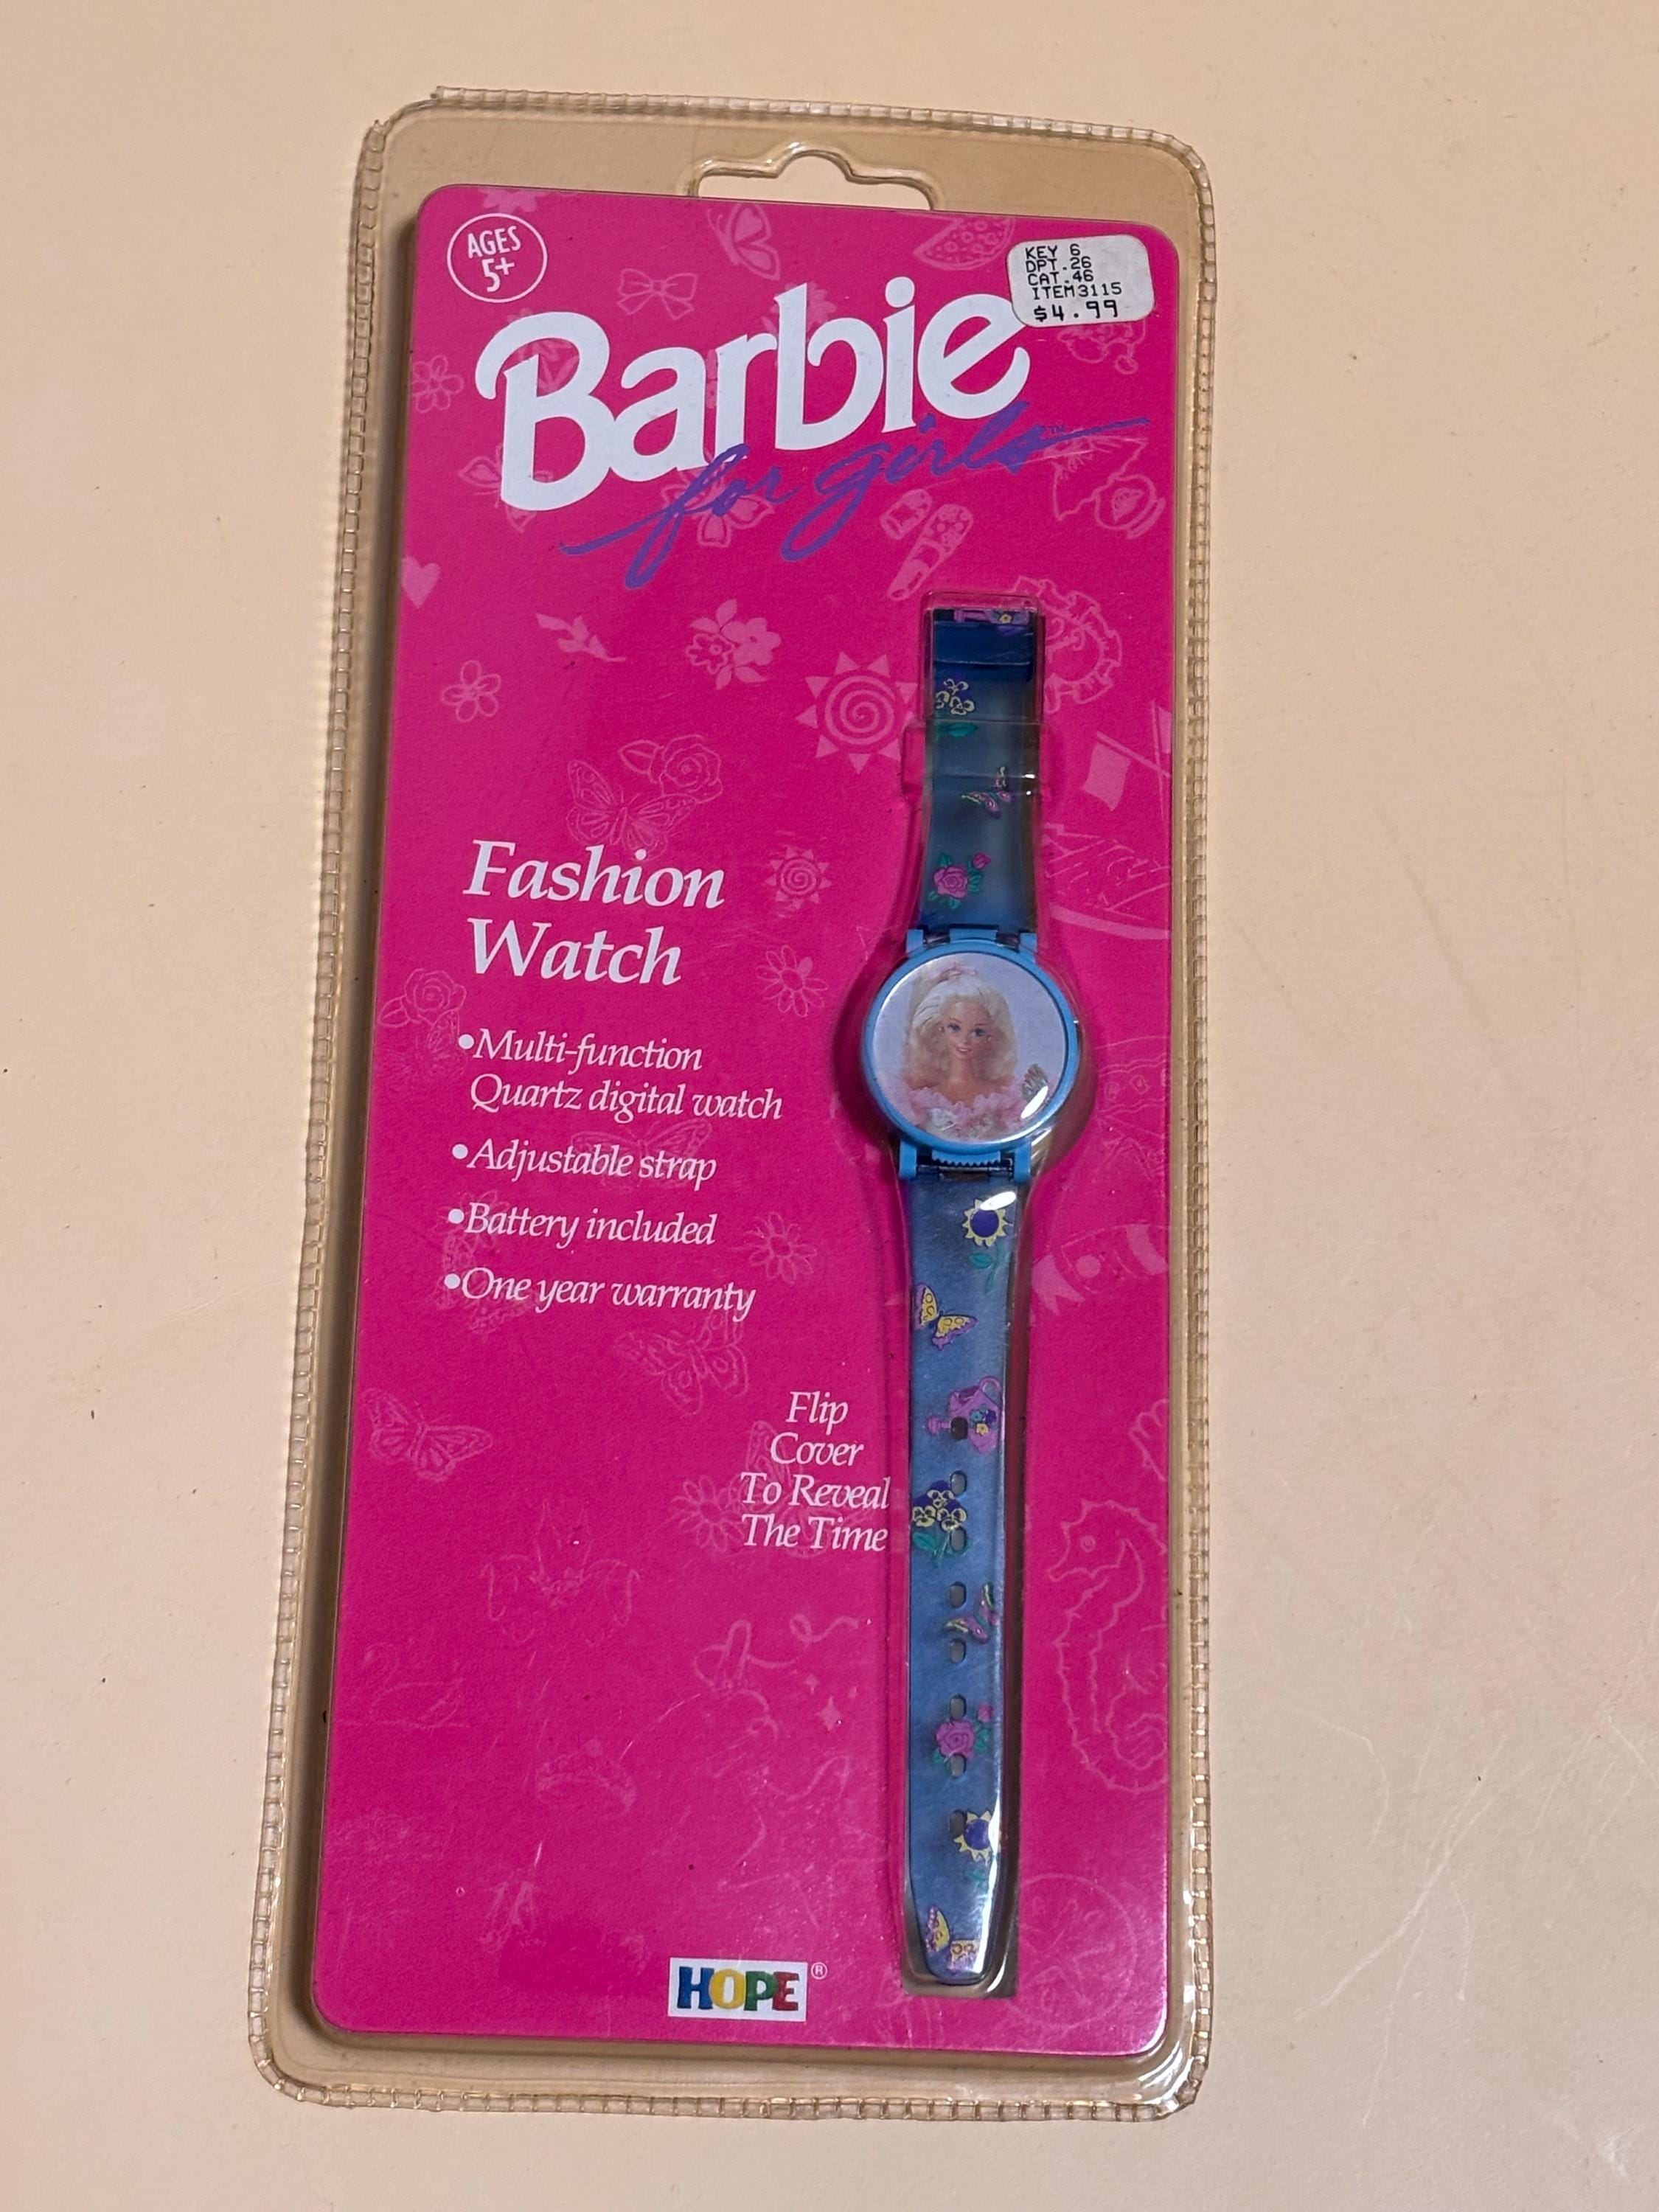 AGES
5+
KEY 6
DPT.26
CAT.46
ITEM3115
$4.99
Barbie
for girls™
Fashion
Watch
•Multi-function
Quartz digital watch
•Adjustable strap
•Battery included
•One year warranty
Flip
Cover
To Reveal
The Time
HOPE®